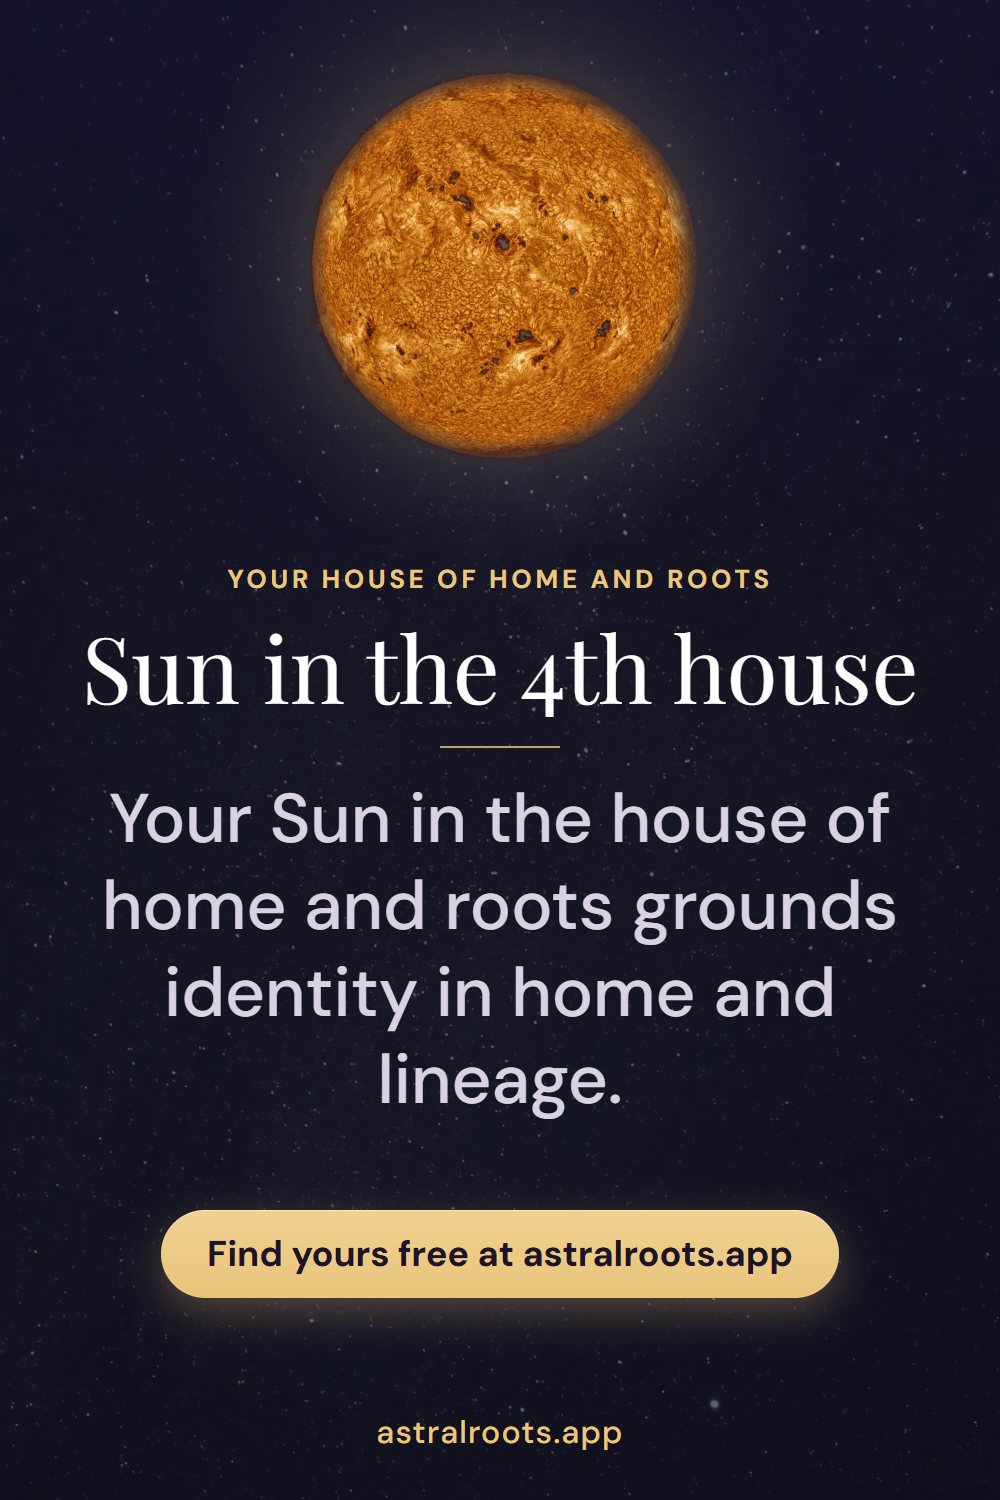 YOUR HOUSE OF HOME AND ROOTS
Sun in the 4th house
Your Sun in the house of
home and roots grounds
identity in home and
lineage.
Find yours free at astralroots.app
astralroots.app